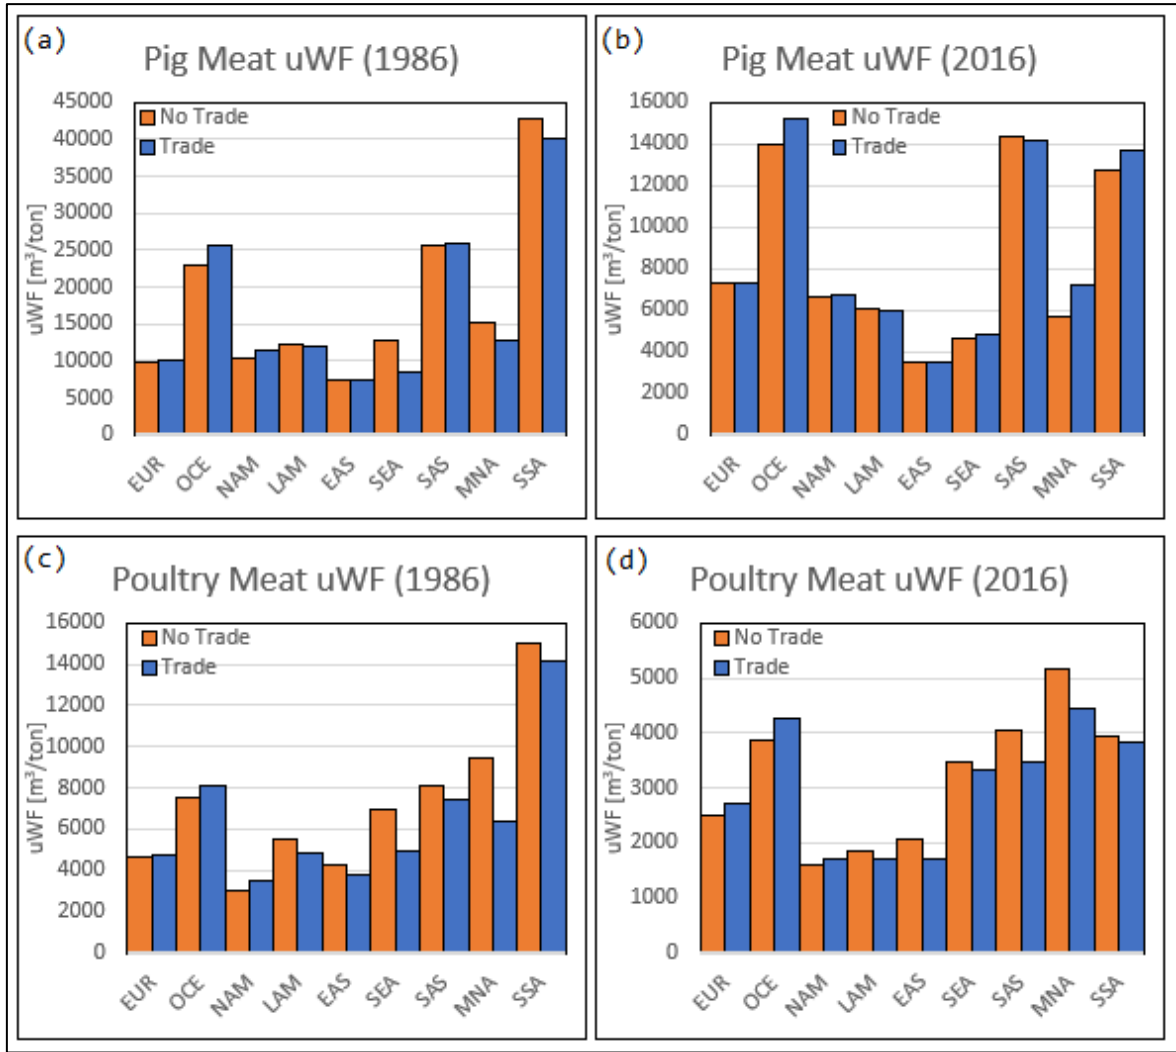 (a)
Pig Meat uWF (1986)
No Trade
Trade
uWF [m³/ton]
45000
40000
35000
30000
25000
20000
15000
10000
5000
0
EUR OCE NAM LAM EAS SEA SAS MNA SSA
(b)
Pig Meat uWF (2016)
No Trade
Trade
uWF [m³/ton]
16000
14000
12000
10000
8000
6000
4000
2000
0
EUR OCE NAM LAM EAS SEA SAS MNA SSA
(c)
Poultry Meat uWF (1986)
No Trade
Trade
uWF [m³/ton]
16000
14000
12000
10000
8000
6000
4000
2000
0
EUR OCE NAM LAM EAS SEA SAS MNA SSA
(d)
Poultry Meat uWF (2016)
No Trade
Trade
uWF [m³/ton]
6000
5000
4000
3000
2000
1000
0
EUR OCE NAM LAM EAS SEA SAS MNA SSA